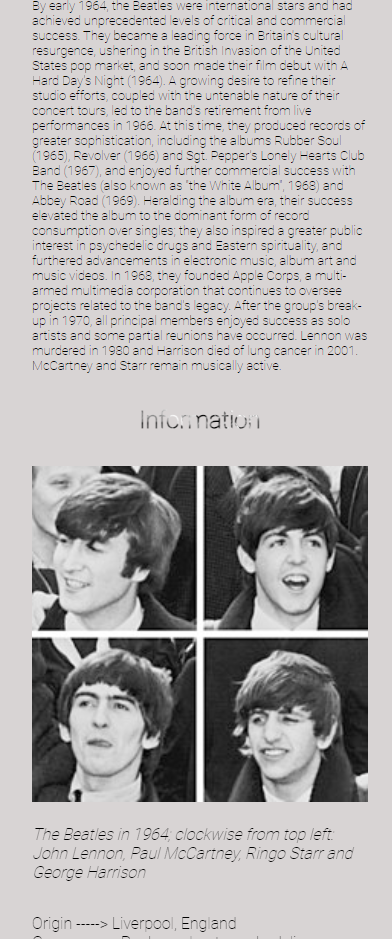 By early 1964, the Beatles were international stars and had
achieved unprecedented levels of critical and commercial
success. They became a leading force in Britain's cultural
resurgence, ushering in the British Invasion of the United
States pop market, and soon made their film debut with A
Hard Day's Night (1964). A growing desire to refine their
studio efforts, coupled with the untenable nature of their
concert tours, led to the band's retirement from live
performances in 1966. At this time, they produced records of
greater sophistication, including the albums Rubber Soul
(1965), Revolver (1966) and Sgt. Pepper's Lonely Hearts Club
Band (1967), and enjoyed further commercial success with
The Beatles (also known as "the White Album", 1968) and
Abbey Road (1969). Heralding the album era, their success
elevated the album to the dominant form of record
consumption over singles; they also inspired a greater public
interest in psychedelic drugs and Eastern spirituality, and
furthered advancements in electronic music, album art and
music videos. In 1968, they founded Apple Corps, a multi-
armed multimedia corporation that continues to oversee
projects related to the band's legacy. After the group's break-
up in 1970, all principal members enjoyed success as solo
artists and some partial reunions have occurred. Lennon was
murdered in 1980 and Harrison died of lung cancer in 2001.
McCartney and Starr remain musically active.
Information
The Beatles in 1964; clockwise from top left:
John Lennon, Paul McCartney, Ringo Starr and
George Harrison
Origin -----> Liverpool, England